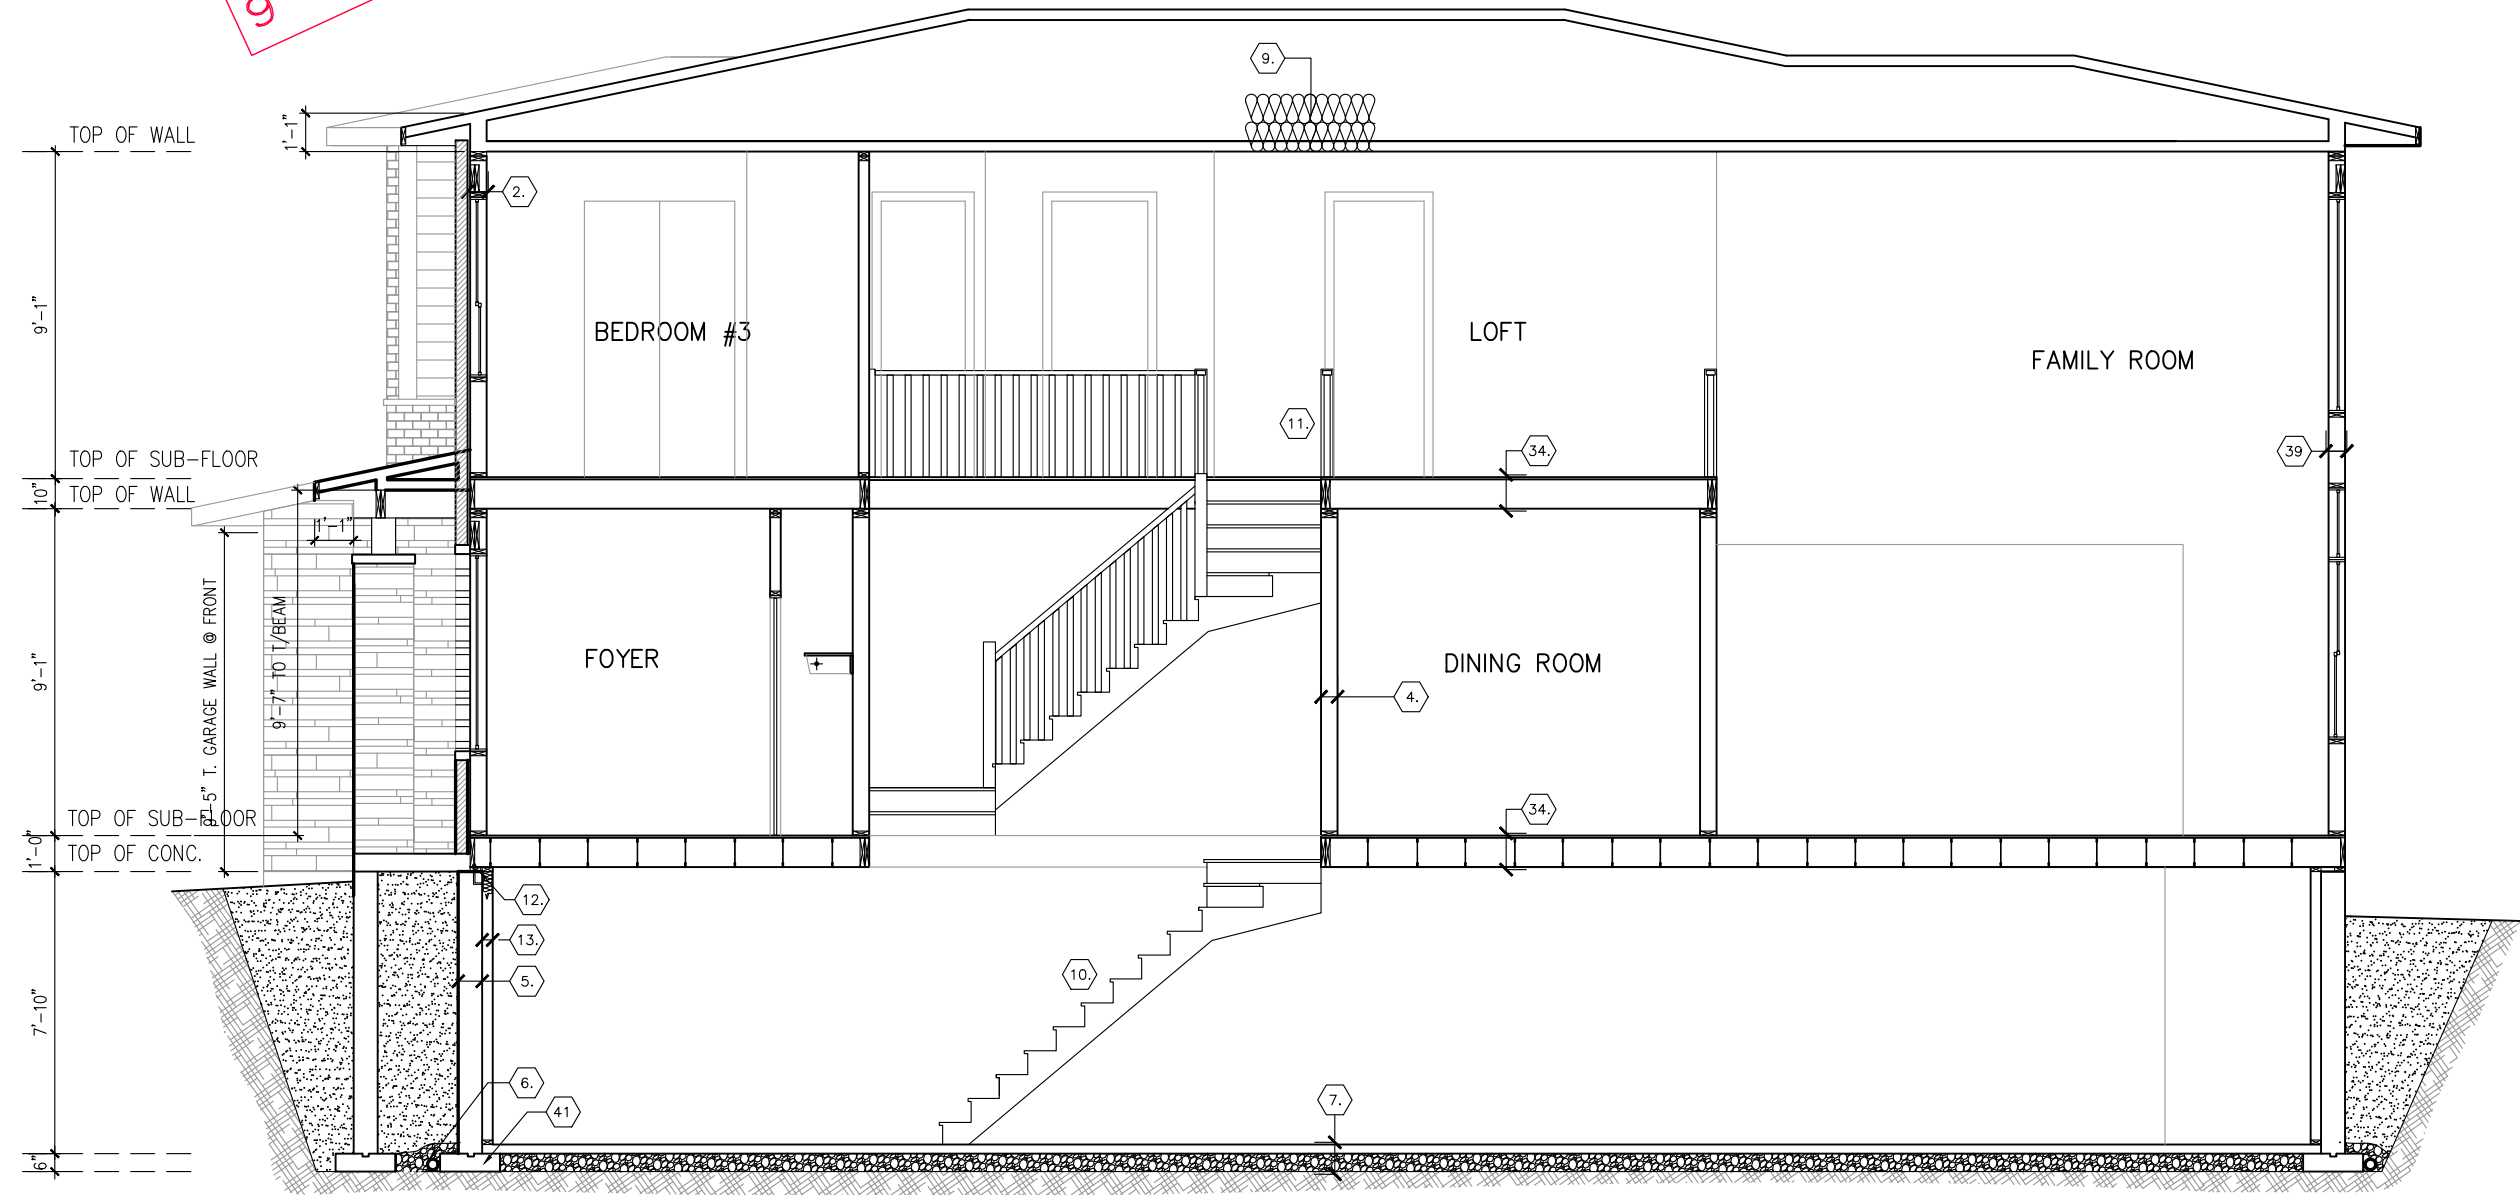 9
9.
TOP OF WALL
1'-1"
2.
9'-1"
BEDROOM #3
LOFT
FAMILY ROOM
11.
34.
39
TOP OF SUB-FLOOR
10"
TOP OF WALL
1'-1"
9'-5" T. GARAGE WALL @ FRONT
9'-7" TO T/BEAM
9'-1"
FOYER
DINING ROOM
4.
34.
TOP OF SUB-FLOOR
1'-0"
TOP OF CONC.
12.
13.
5.
10.
7'-10"
6.
41
7.
6"